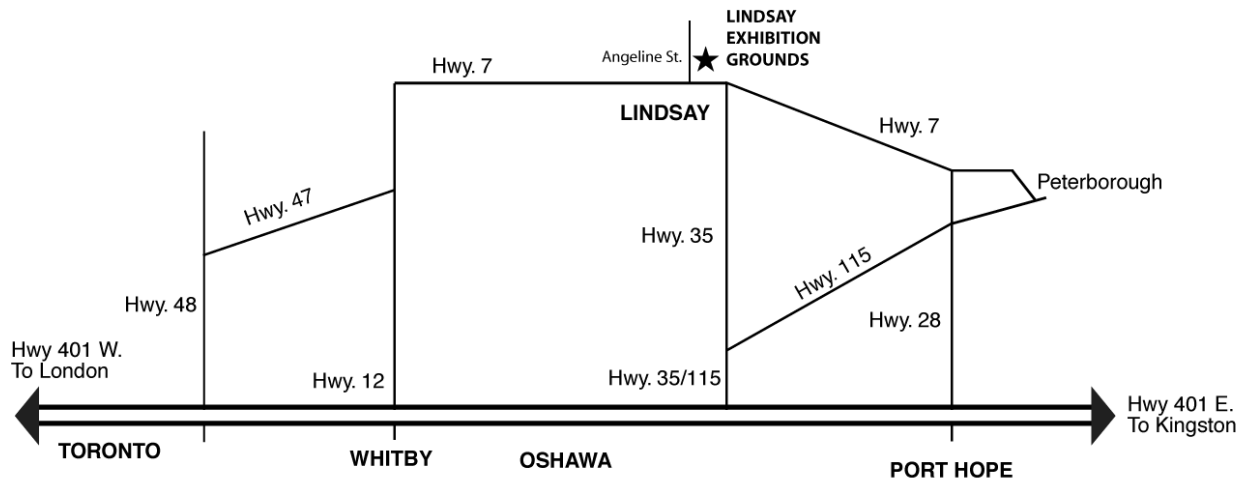 LINDSAY
EXHIBITION
GROUNDS
Angeline St.
Hwy. 7
LINDSAY
Hwy. 7
Peterborough
Hwy. 47
Hwy. 35
Hwy. 115
Hwy. 48
Hwy. 28
Hwy 401 W.
To London
Hwy. 12
Hwy. 35/115
Hwy 401 E.
To Kingston
TORONTO
WHITBY
OSHAWA
PORT HOPE